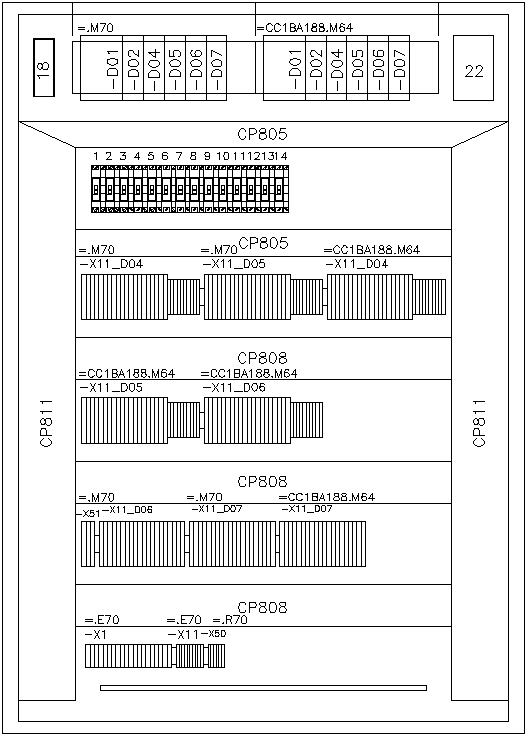 =.M70 =CC1BA188.M64
18 -D01 -D02 -D04 -D05 -D06 -D07 -D01 -D02 -D04 -D05 -D06 -D07 22
CP805
1 2 3 4 5 6 7 8 9 10 11 12 13 14
CP805
=.M70 =.M70 =CC1BA188.M64
-X11_D04 -X11_D05 -X11_D04
CP808
=CC1BA188.M64 =CC1BA188.M64
-X11_D05 -X11_D06
CP811 CP811
CP808
=.M70 =.M70 =CC1BA188.M64
-X51 -X11_D06 -X11_D07 -X11_D07
CP808
=.E70 =.E70 =.R70
-X1 -X11 -X50